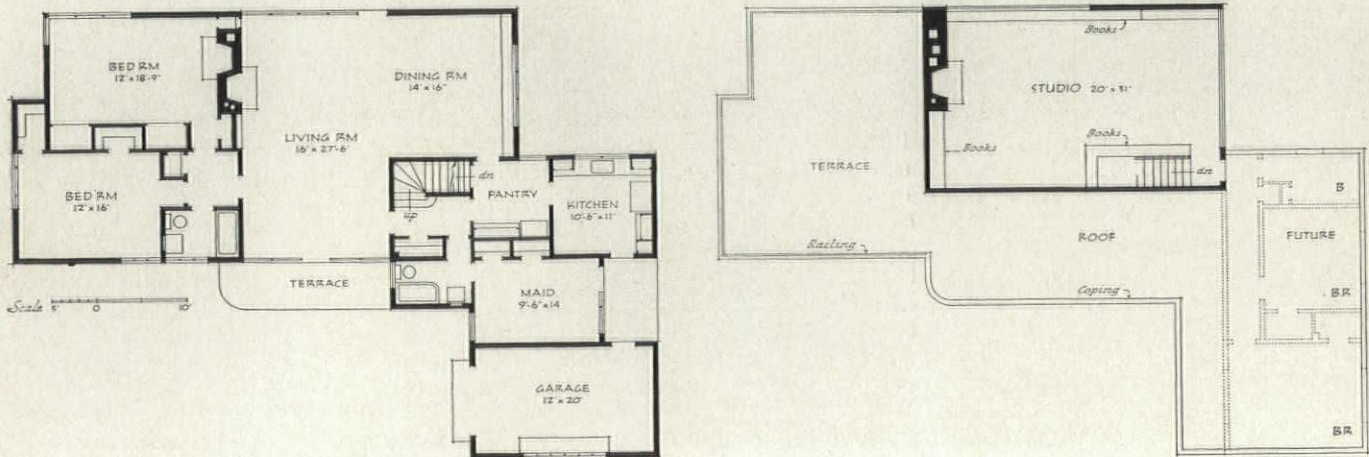 BED RM
12' x 18'-9"
DINING RM
14' x 16'
LIVING RM
16' x 27'-6"
BED RM
12' x 16'
up
dn
PANTRY
KITCHEN
10'-6" x 11'
TERRACE
MAID
9'-6" x 14
GARAGE
12' x 20'
Scale 5' 0 10'
Books
STUDIO 20' x 31'
Books
Books
dn
TERRACE
Railing
ROOF
Coping
B
FUTURE
B.R
B.R